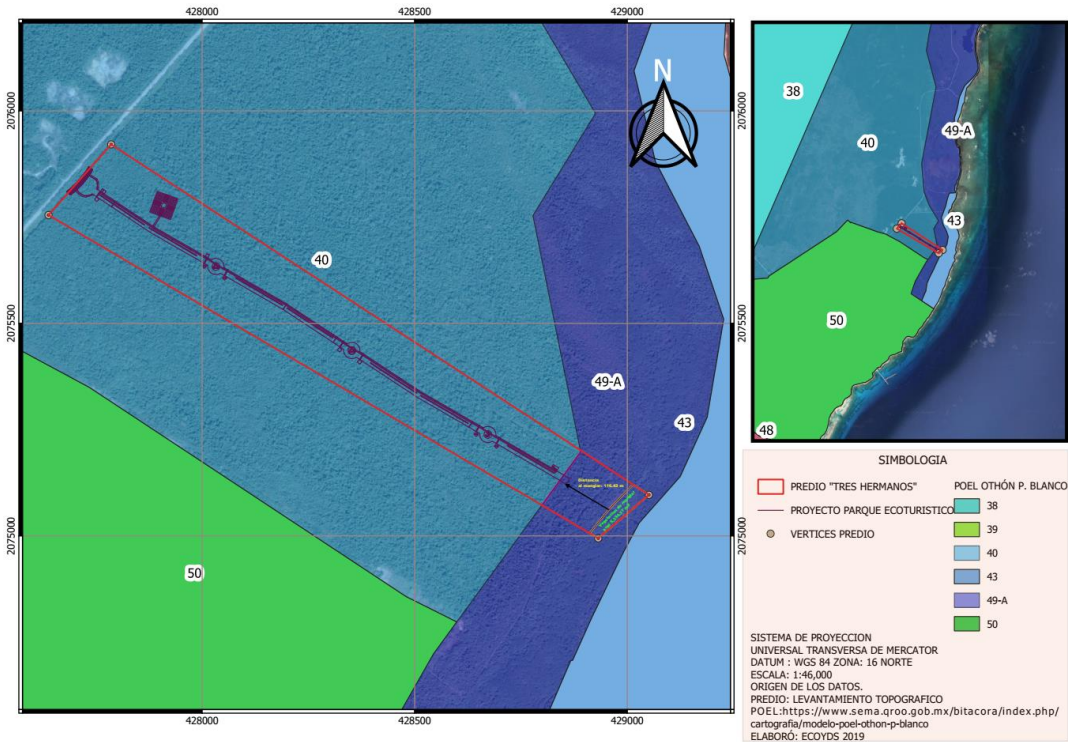 428000
428500
429000
2076000
2075500
2075000
N
40
49-A
43
50
38
40
49-A
43
50
48
SIMBOLOGIA
PREDIO "TRES HERMANOS"
PROYECTO PARQUE ECOTURISTICO
VERTICES PREDIO
POEL OTHÓN P. BLANCO
38
39
40
43
49-A
50
SISTEMA DE PROYECCION
UNIVERSAL TRANSVERSA DE MERCATOR
DATUM : WGS 84 ZONA: 16 NORTE
ESCALA: 1:46,000
ORIGEN DE LOS DATOS.
PREDIO: LEVANTAMIENTO TOPOGRAFICO
POEL:https://www.sema.qroo.gob.mx/bitacora/index.php/
cartografia/modelo-poel-othon-p-blanco
ELABORÓ: ECOYDS 2019
428000
428500
429000